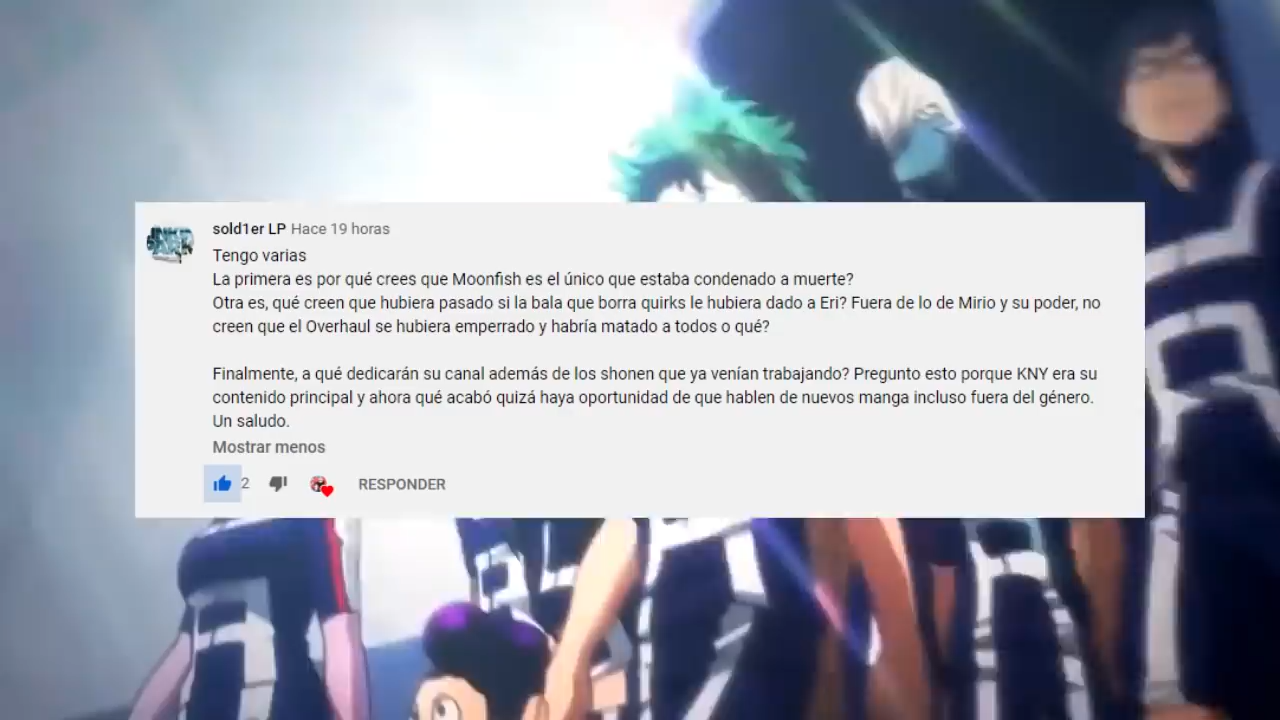 sold1er LP Hace 19 horas
Tengo varias
La primera es por qué crees que Moonfish es el único que estaba condenado a muerte?
Otra es, qué creen que hubiera pasado si la bala que borra quirks le hubiera dado a Eri? Fuera de lo de Mirio y su poder, no
creen que el Overhaul se hubiera emperrado y habría matado a todos o qué?
Finalmente, a qué dedicarán su canal además de los shonen que ya venían trabajando? Pregunto esto porque KNY era su
contenido principal y ahora qué acabó quizá haya oportunidad de que hablen de nuevos manga incluso fuera del género.
Un saludo.
Mostrar menos
2 RESPONDER